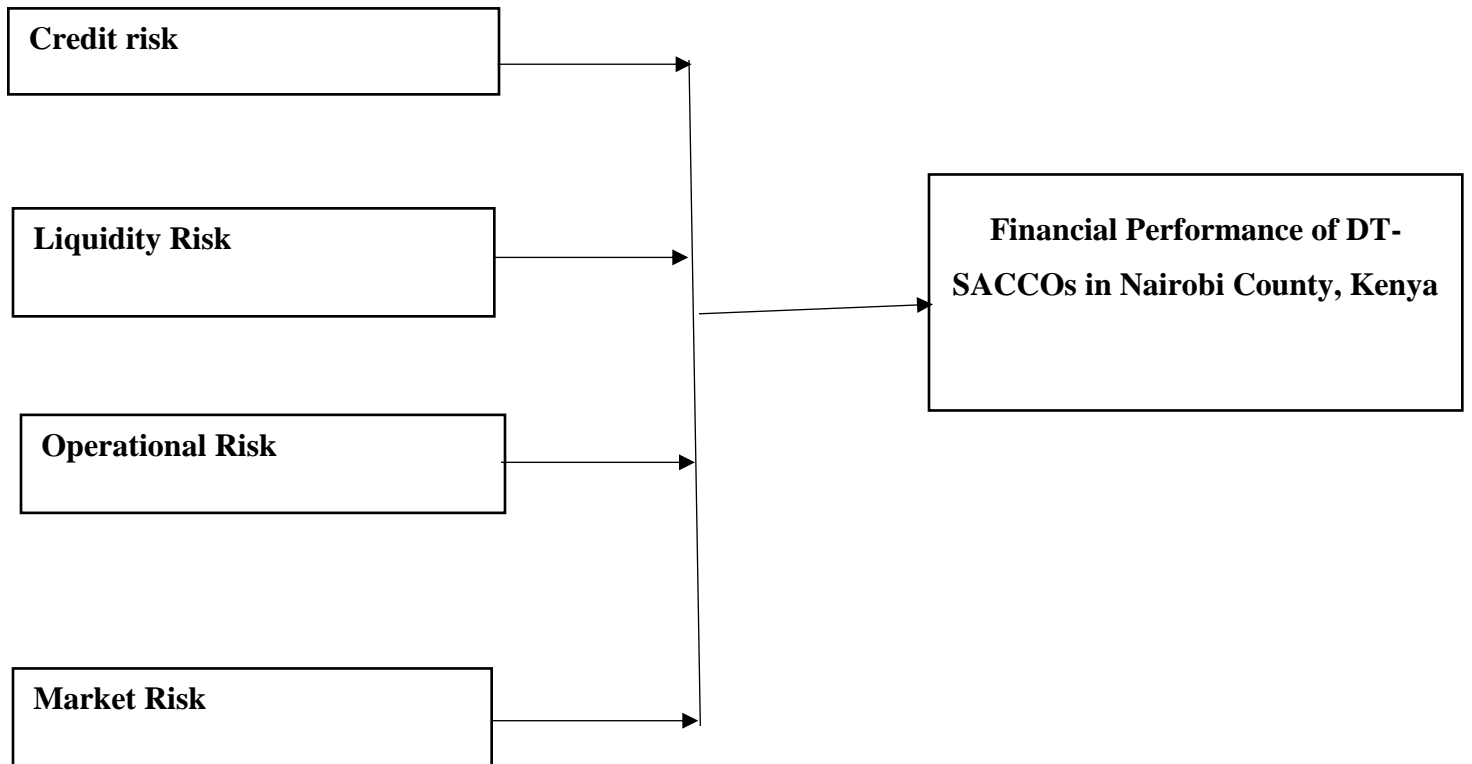 Credit risk
Liquidity Risk
Financial Performance of DT-
SACCOs in Nairobi County, Kenya
Operational Risk
Market Risk